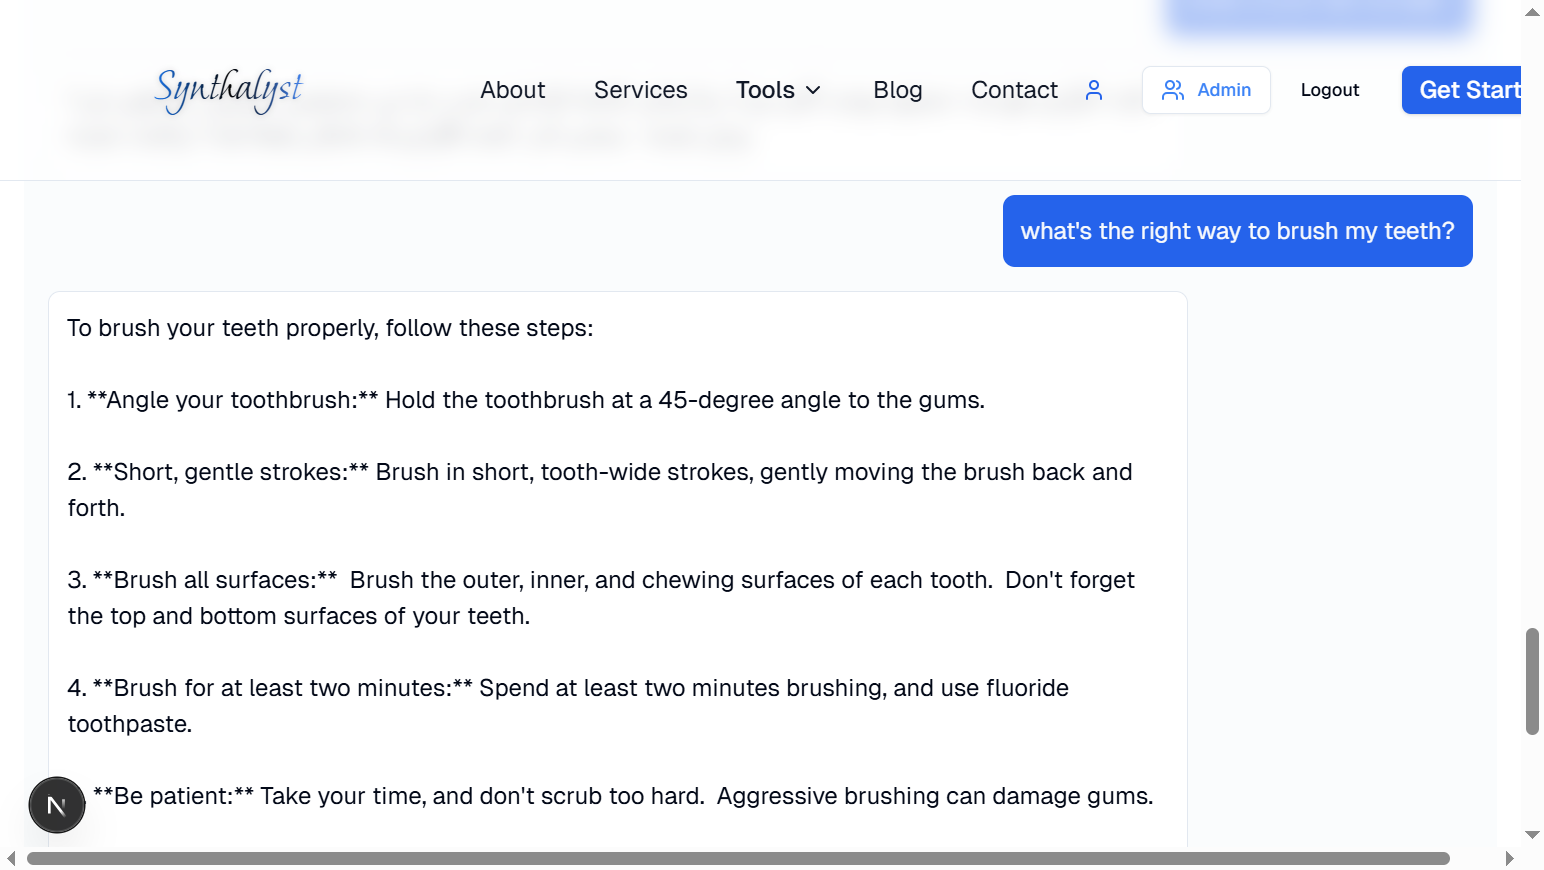 Synthalyst
About Services Tools Blog Contact Admin Logout Get Start
what's the right way to brush my teeth?
To brush your teeth properly, follow these steps:
1. **Angle your toothbrush:** Hold the toothbrush at a 45-degree angle to the gums.
2. **Short, gentle strokes:** Brush in short, tooth-wide strokes, gently moving the brush back and
forth.
3. **Brush all surfaces:**  Brush the outer, inner, and chewing surfaces of each tooth.  Don't forget
the top and bottom surfaces of your teeth.
4. **Brush for at least two minutes:** Spend at least two minutes brushing, and use fluoride
toothpaste.
**Be patient:** Take your time, and don't scrub too hard.  Aggressive brushing can damage gums.
N